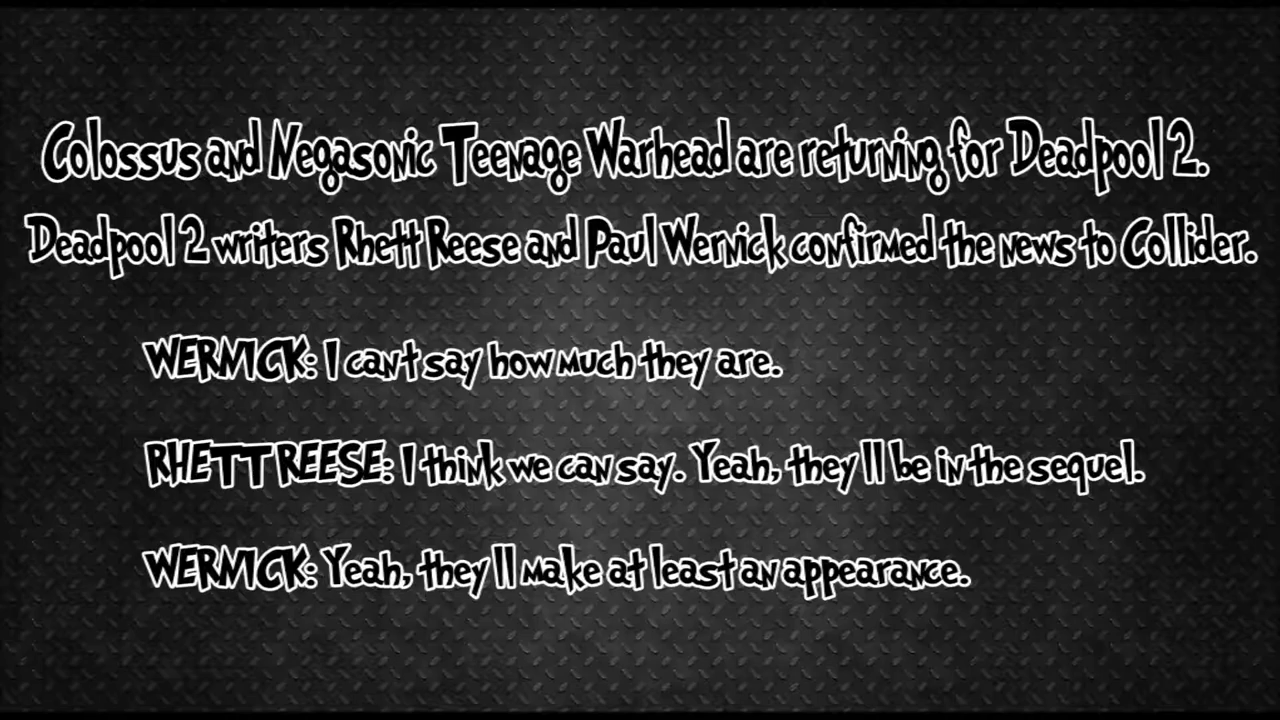 Colossus and Negasonic Teenage Warhead are returning for Deadpool 2.
Deadpool 2 writers Rhett Reese and Paul Wernick confirmed the news to Collider.
WERNICK: I cant say how much they are.
RHETT REESE: I think we can say. Yeah, they ll be in the sequel.
WERNICK: Yeah, they ll make at least an appearance.